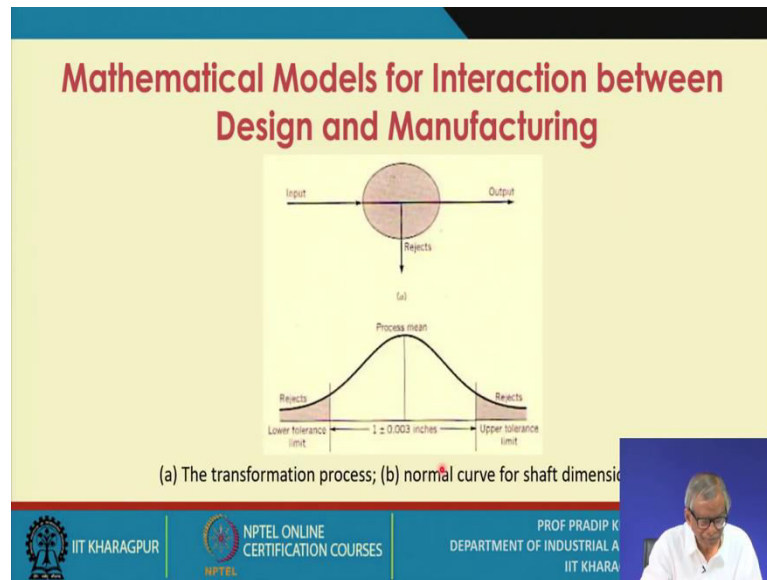 Mathematical Models for Interaction between
Design and Manufacturing
Input
Output
Rejects
(a)
Process mean
Rejects
Rejects
Lower tolerance
limit
1 ± 0.003 inches
Upper tolerance
limit
(a) The transformation process; (b) normal curve for shaft
IIT KHARAGPUR
NPTEL
NPTEL ONLINE
CERTIFICATION COURSES
PROF PRADIP
DEPARTMENT OF INDUSTRIAL
IIT